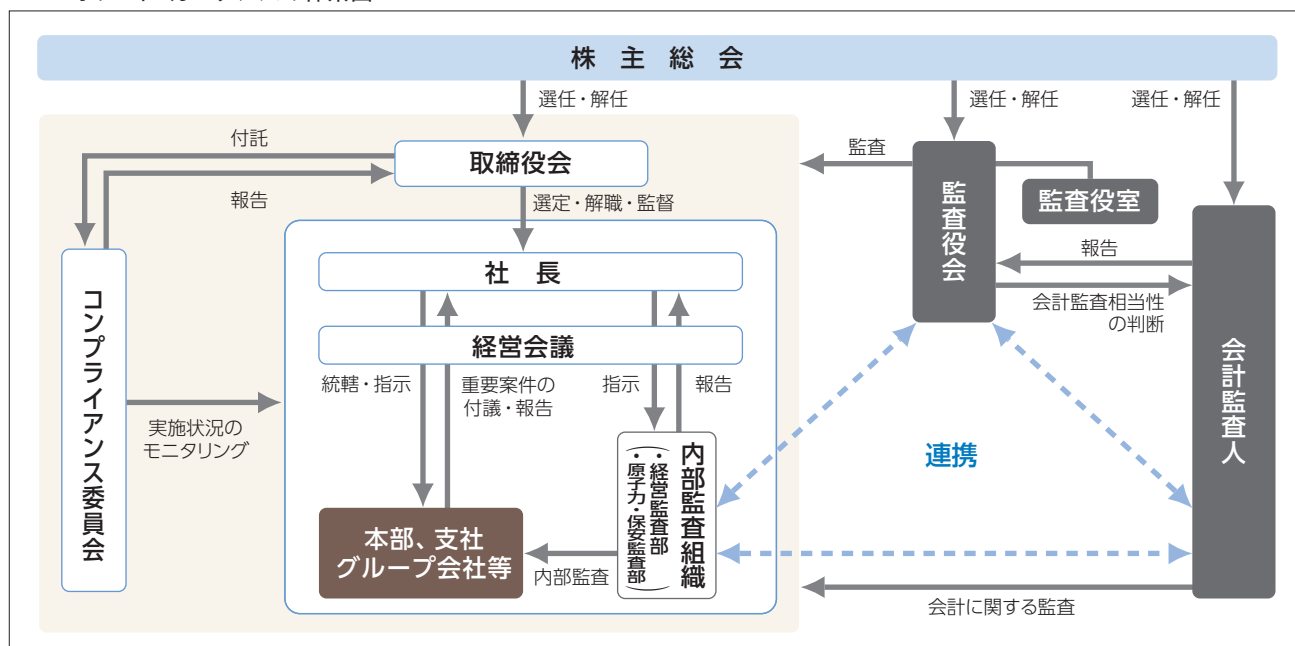 株主総会
選任・解任
選任・解任
選任・解任
付託
取締役会
監査
監査役会
監査役室
報告
選定・解職・監督
報告
会計監査相当性
の判断
会計監査人
コンプライアンス委員会
社長
経営会議
統轄・指示
重要案件の
付議・報告
指示
報告
実施状況の
モニタリング
連携
内部監査組織
・経営監査部
・原子力・保安監査部
本部、支社
グループ会社等
内部監査
会計に関する監査